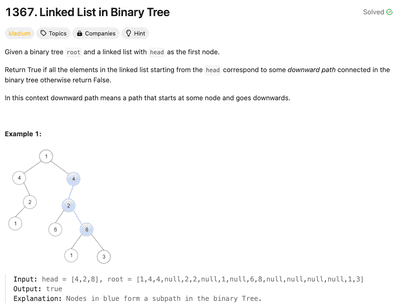 1367. Linked List in Binary Tree
Solved
Medium Topics Companies Hint
Given a binary tree root and a linked list with head as the first node.
Return True if all the elements in the linked list starting from the head correspond to some downward path connected in the
binary tree otherwise return False.
In this context downward path means a path that starts at some node and goes downwards.
Example 1:
1
4 4
2 2
1 6 8
1 3
Input: head = [4,2,8], root = [1,4,4,null,2,2,null,1,null,6,8,null,null,null,null,1,3]
Output: true
Explanation: Nodes in blue form a subpath in the binary Tree.